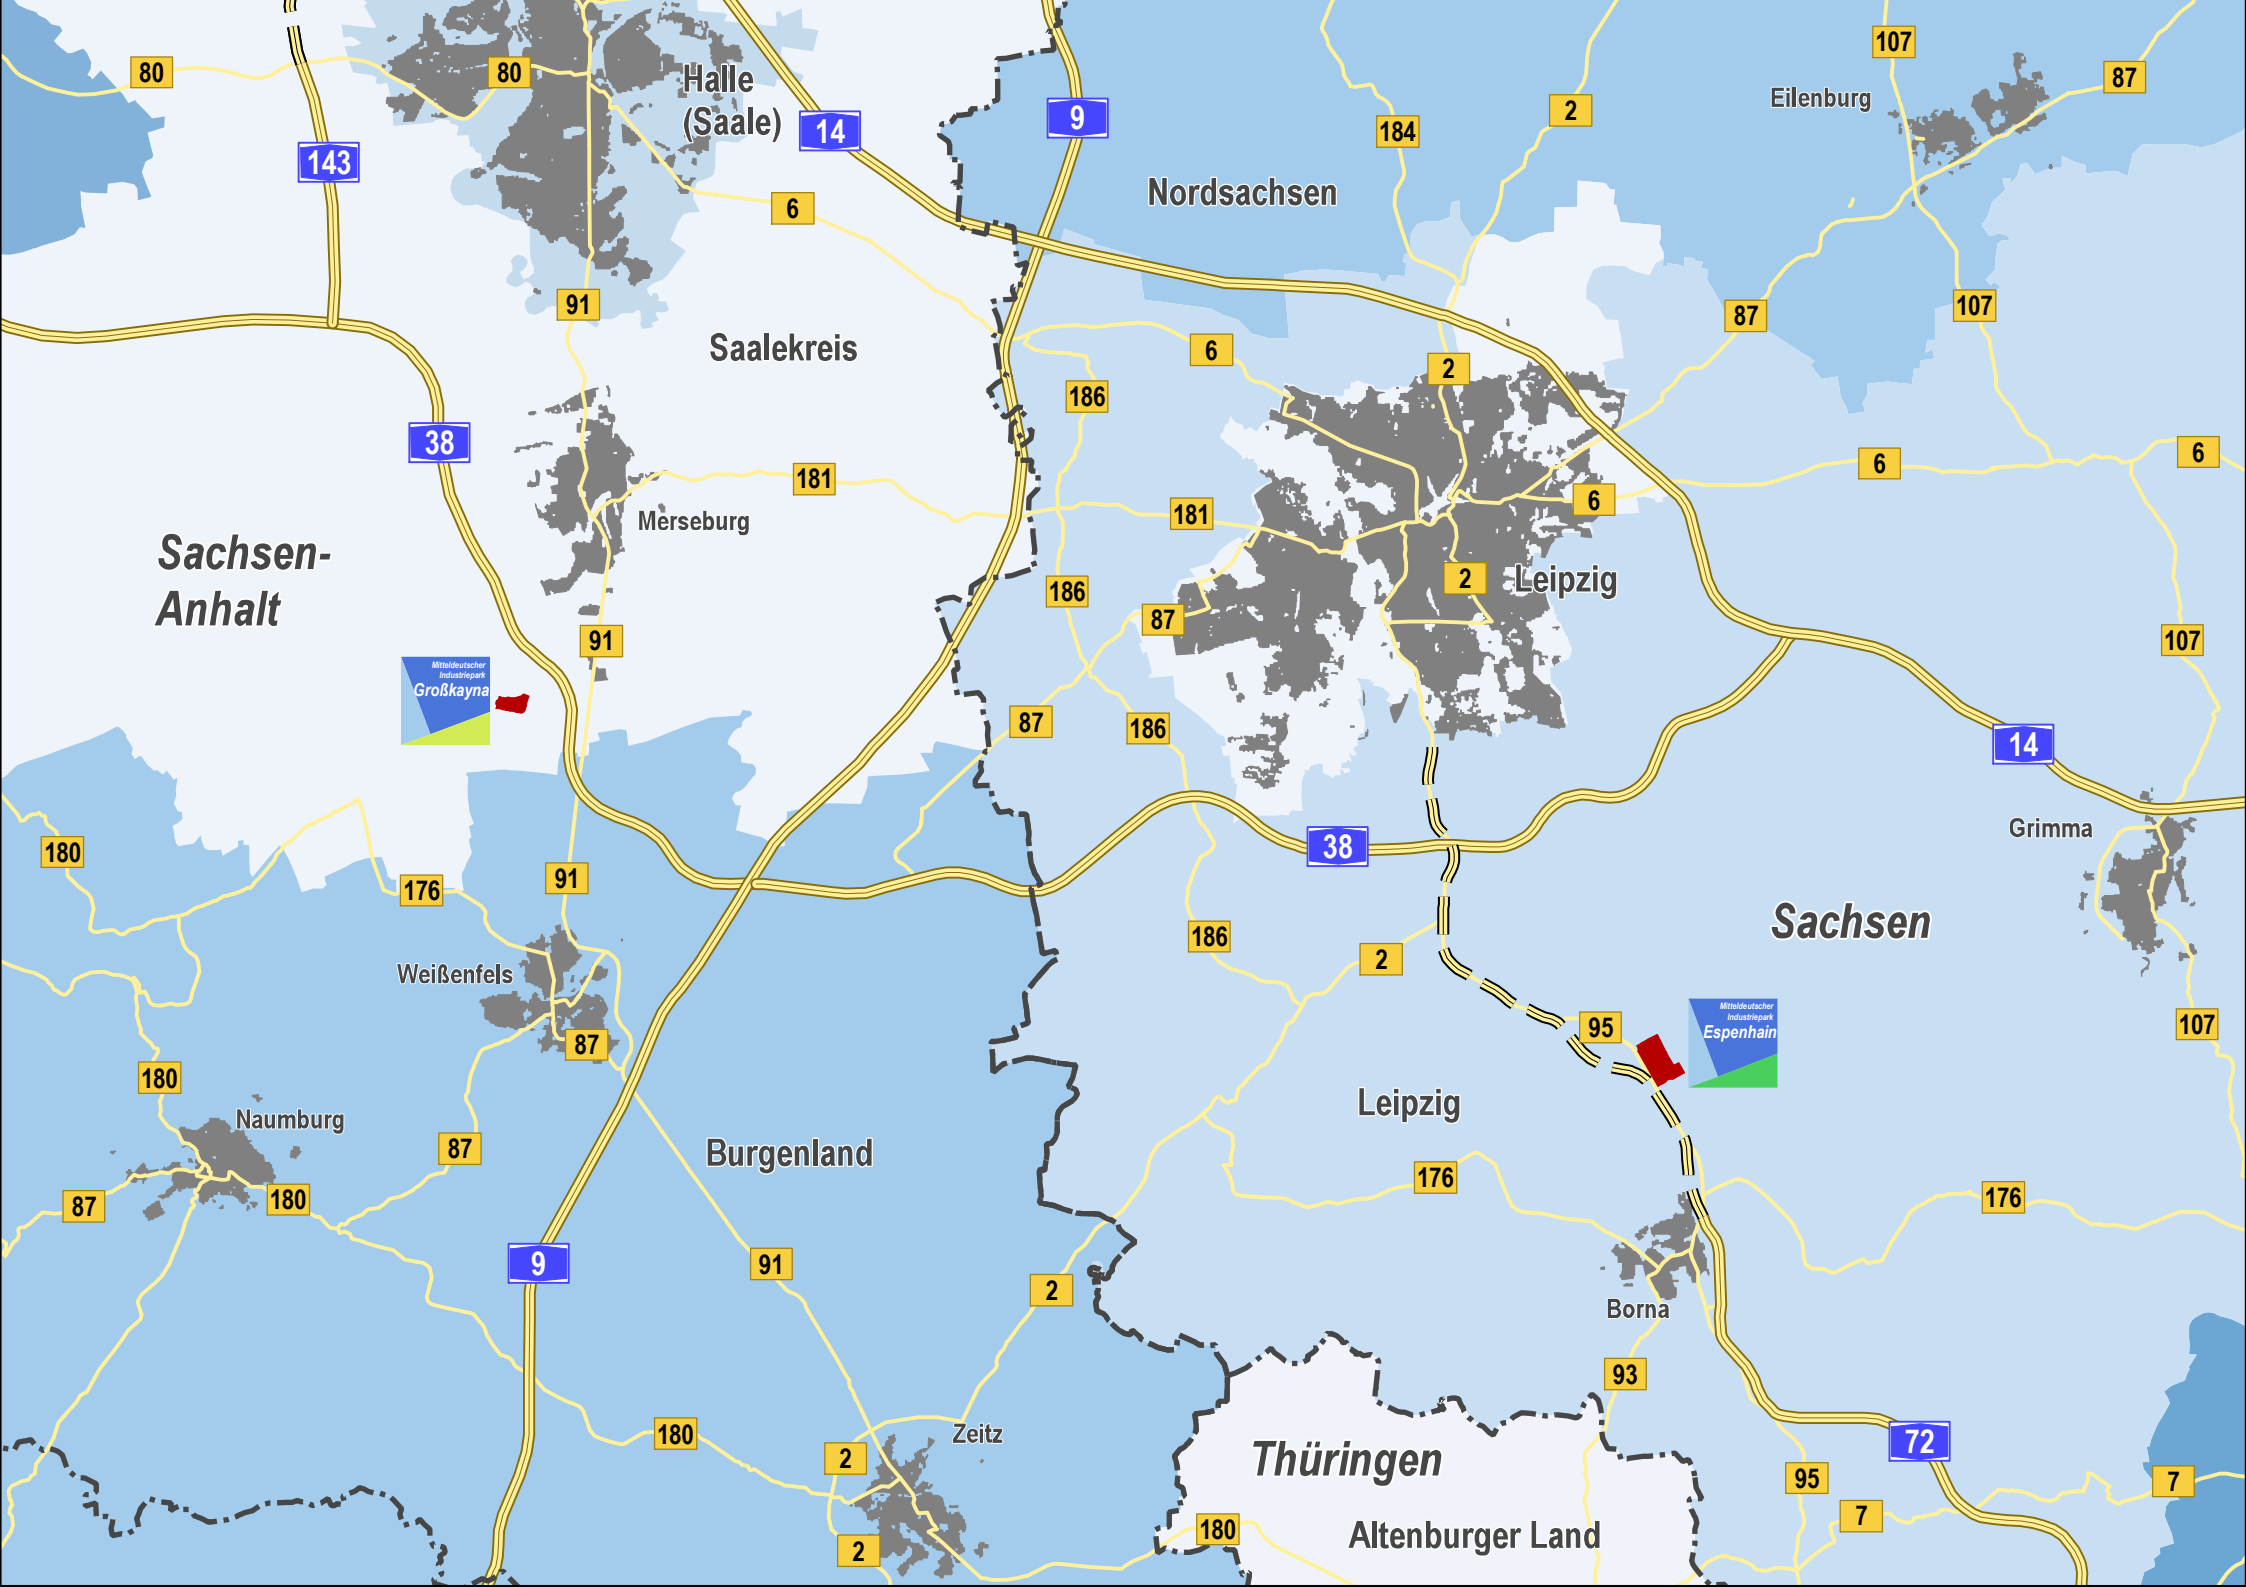 107
80
80
Halle
87
Eilenburg
2
(Saale)
14
9
184
143
Nordsachsen
6
91
107
87
Saalekreis
6
2
186
38
6
6
181
6
181
Merseburg
Sachsen-
Anhalt
2
Leipzig
186
87
91
107
Mitteldeutscher
Industriepark
Großkayna
87
186
14
Grimma
38
180
91
176
Sachsen
186
2
Weißenfels
Mitteldeutscher
Industriepark
Espenhain
95
107
87
180
Leipzig
Naumburg
87
Burgenland
176
180
87
176
9
91
2
Borna
93
Zeitz
180
72
2
Thüringen
95
7
7
180
Altenburger Land
2